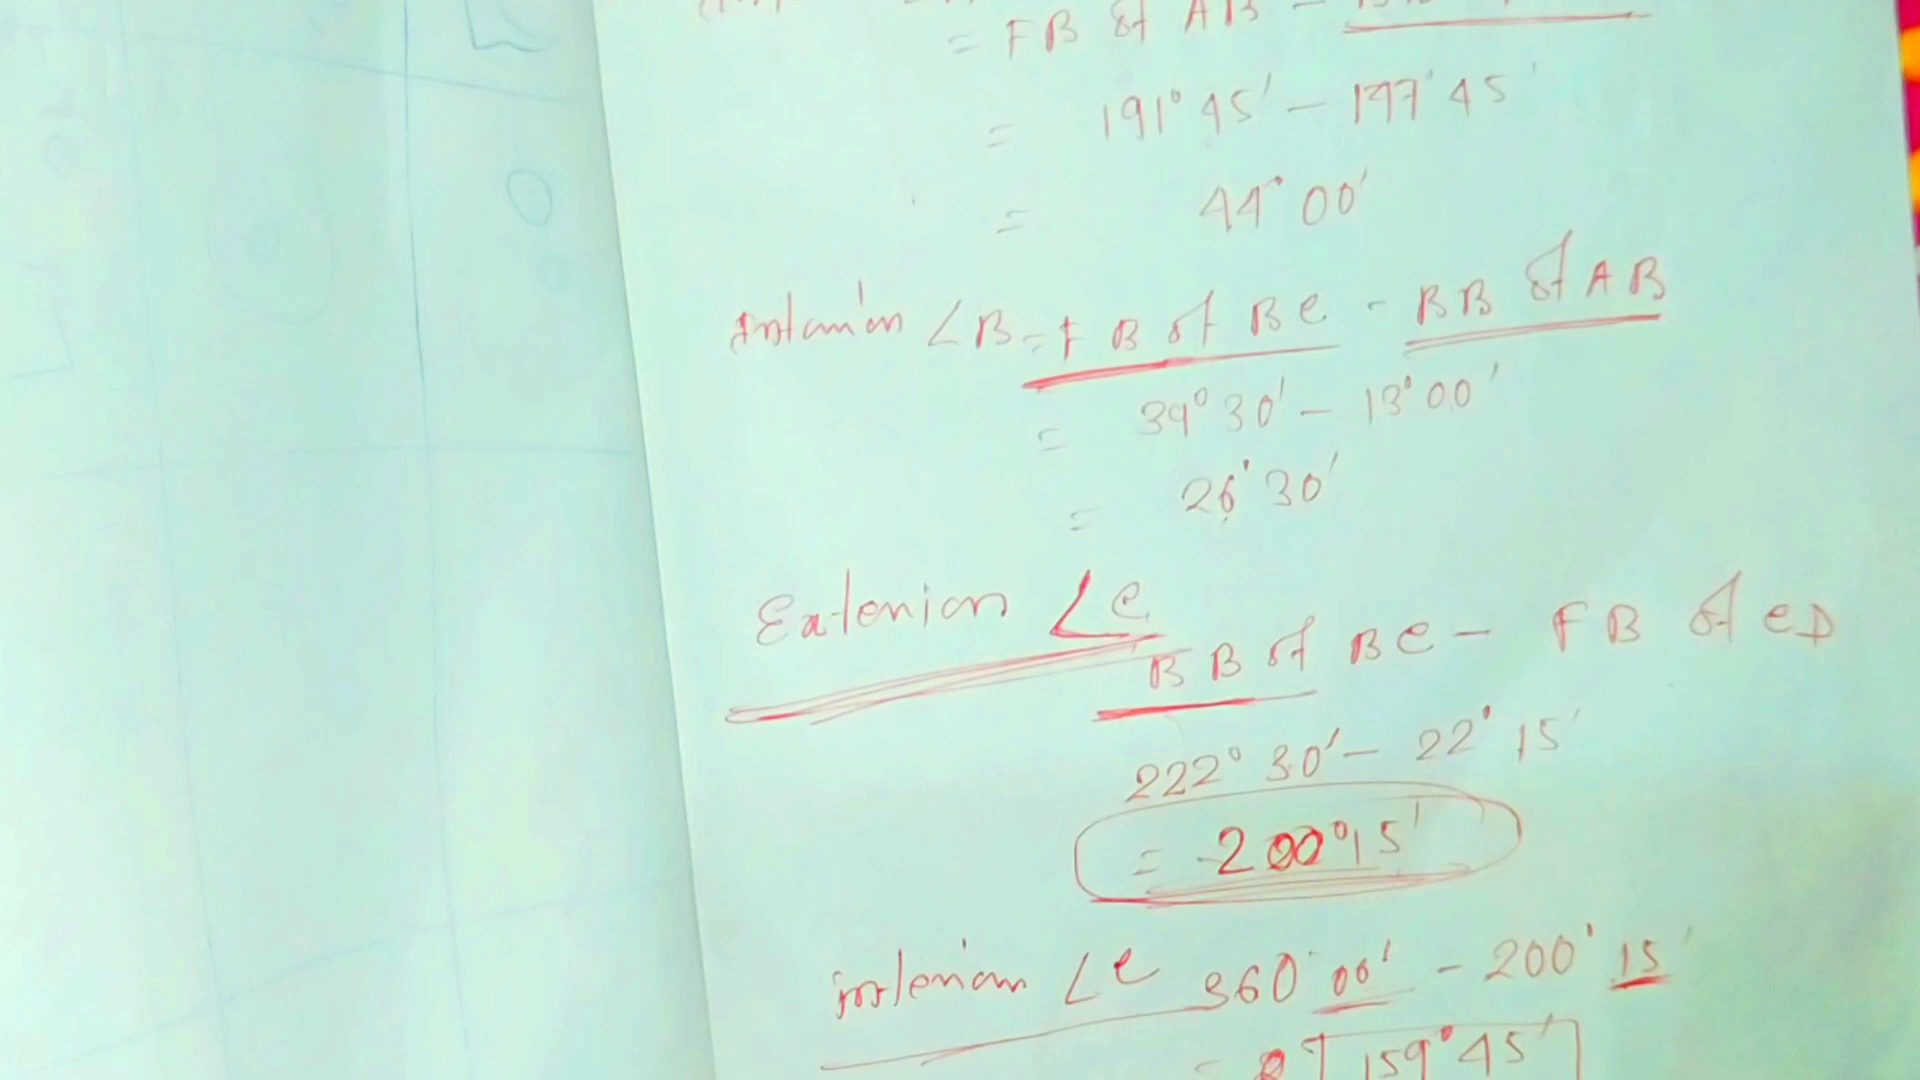 = FB of AB -
= 191° 45' - 147° 45'
= 44° 00'
Interior ∠B = F B of BC - BB of AB
= 39° 30' - 13° 00'
= 26° 30'
Exterior ∠C
B B of BC - FB of CD
222° 30' - 22° 15'
= 200° 15'
interior ∠C 360° 00' - 200° 15'
= 159° 45'